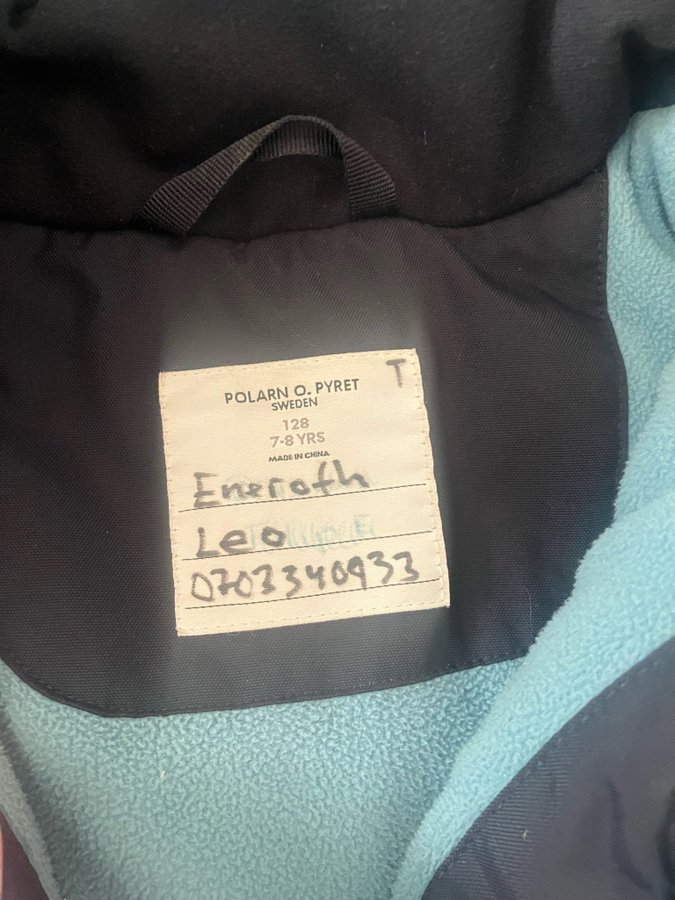 T
POLARN O. PYRET
SWEDEN
128
7-8 YRS
MADE IN CHINA
Eneroth
Leo
0703340933